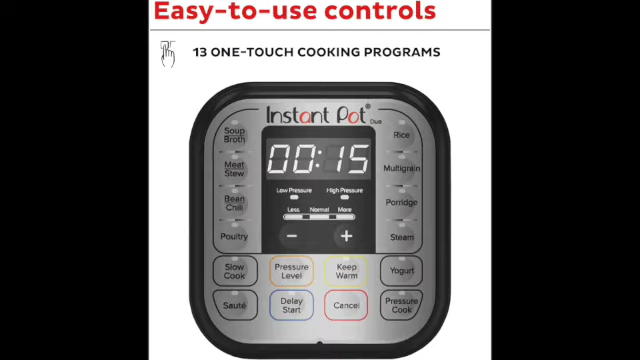 Easy-to-use controls
13 ONE-TOUCH COOKING PROGRAMS
Instant Pot®
Duo
Soup
Broth
Rice
00:15
Meat
Stew
Multigrain
Low Pressure High Pressure
Bean
Chili
Porridge
Less Normal More
Poultry
− +
Steam
Slow
Cook
Pressure
Level
Keep
Warm
Yogurt
Sauté
Delay
Start
Cancel
Pressure
Cook